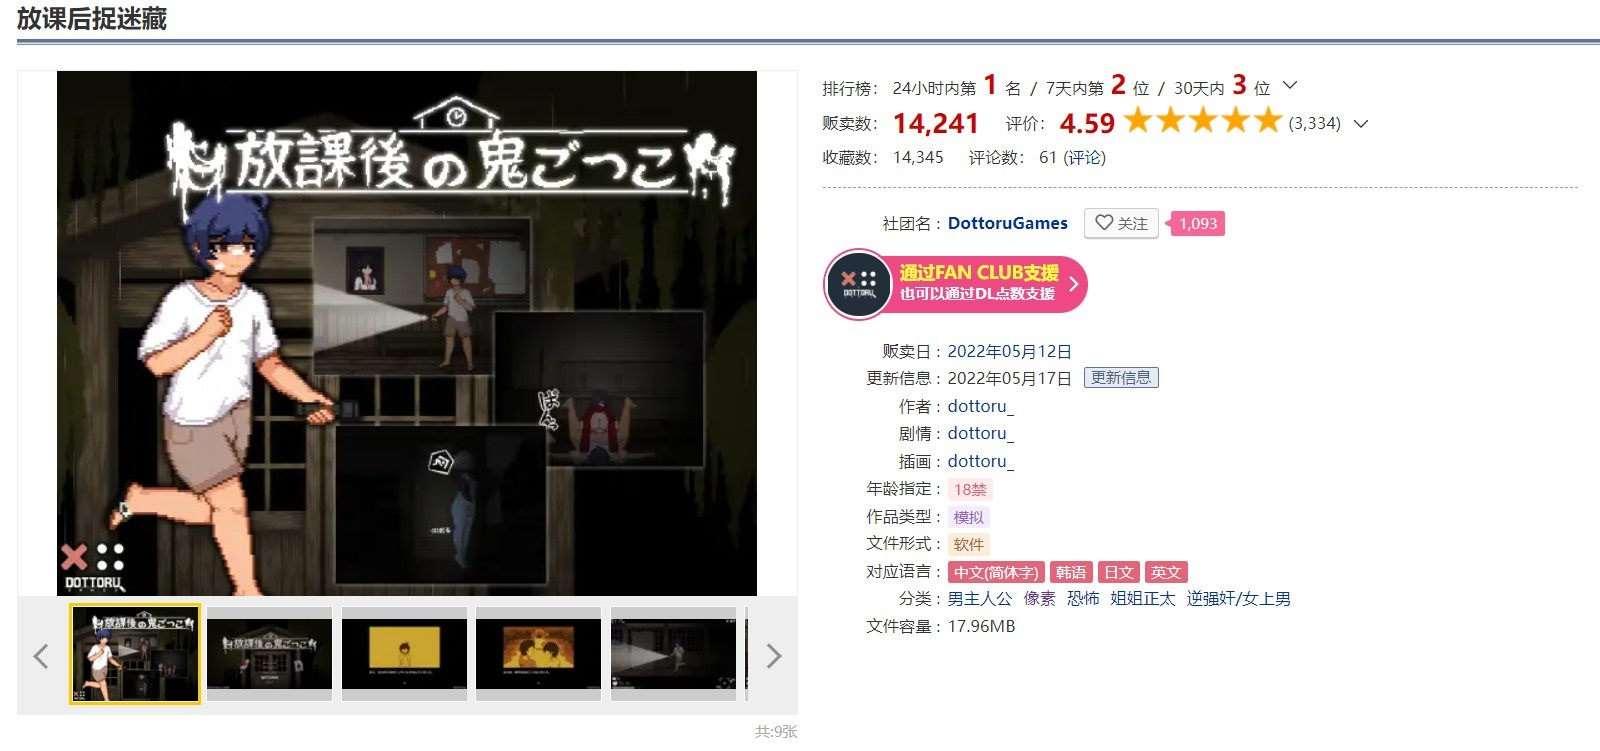 放课后捉迷藏
放課後の鬼ごっこ
ばん
DOTTORU
GAMES
共:9张
排行榜： 24小时内第 1 名 / 7天内第 2 位 / 30天内 3 位
贩卖数： 14,241 评价： 4.59 (3,334)
收藏数： 14,345 评论数： 61 (评论)
社团名 : DottoruGames 关注 1,093
通过FAN CLUB支援
也可以通过DL点数支援
DOTTORU
贩卖日 : 2022年05月12日
更新信息 : 2022年05月17日 更新信息
作者 : dottoru_
剧情 : dottoru_
插画 : dottoru_
年龄指定 : 18禁
作品类型 : 模拟
文件形式 : 软件
对应语言 : 中文(简体字) 韩语 日文 英文
分类 : 男主人公 像素 恐怖 姐姐正太 逆强奸/女上男
文件容量 : 17.96MB